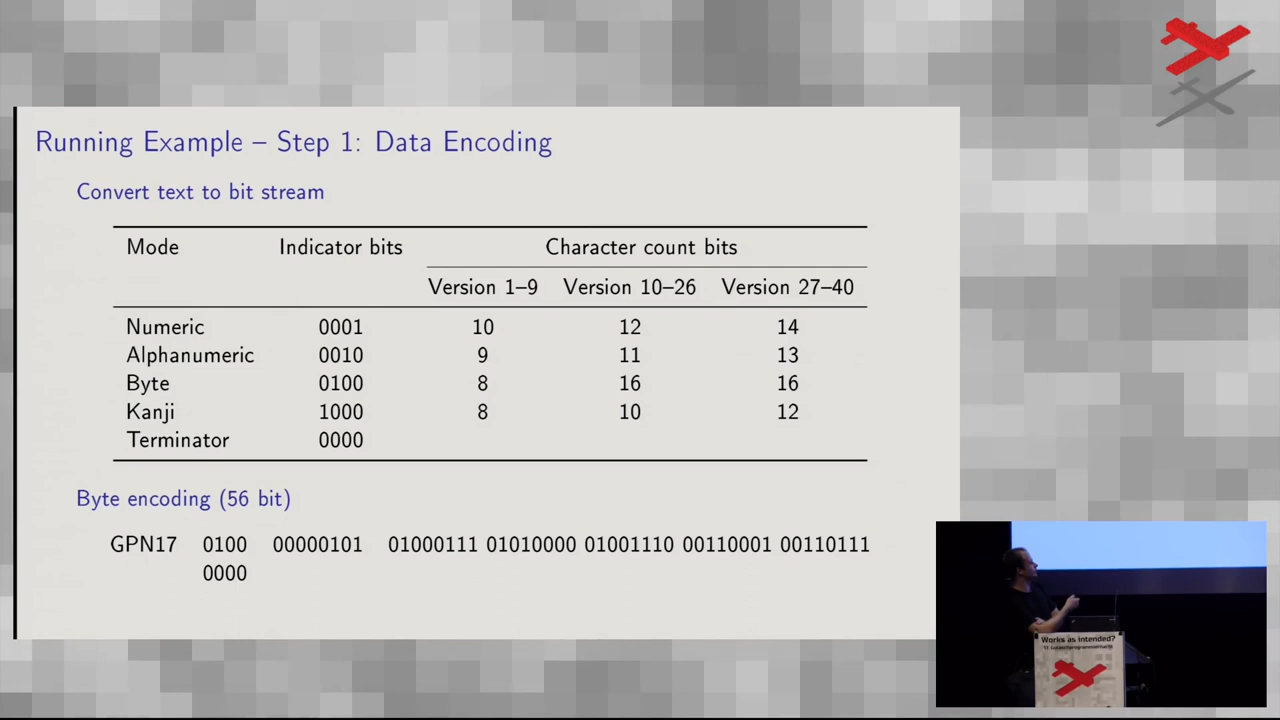 Running Example – Step 1: Data Encoding
Convert text to bit stream
Mode Indicator bits Character count bits
Version 1–9 Version 10–26 Version 27–40
Numeric 0001 10 12 14
Alphanumeric 0010 9 11 13
Byte 0100 8 16 16
Kanji 1000 8 10 12
Terminator 0000
Byte encoding (56 bit)
GPN17 0100 00000101 01000111 01010000 01001110 00110001 00110111
0000
Works as intended?